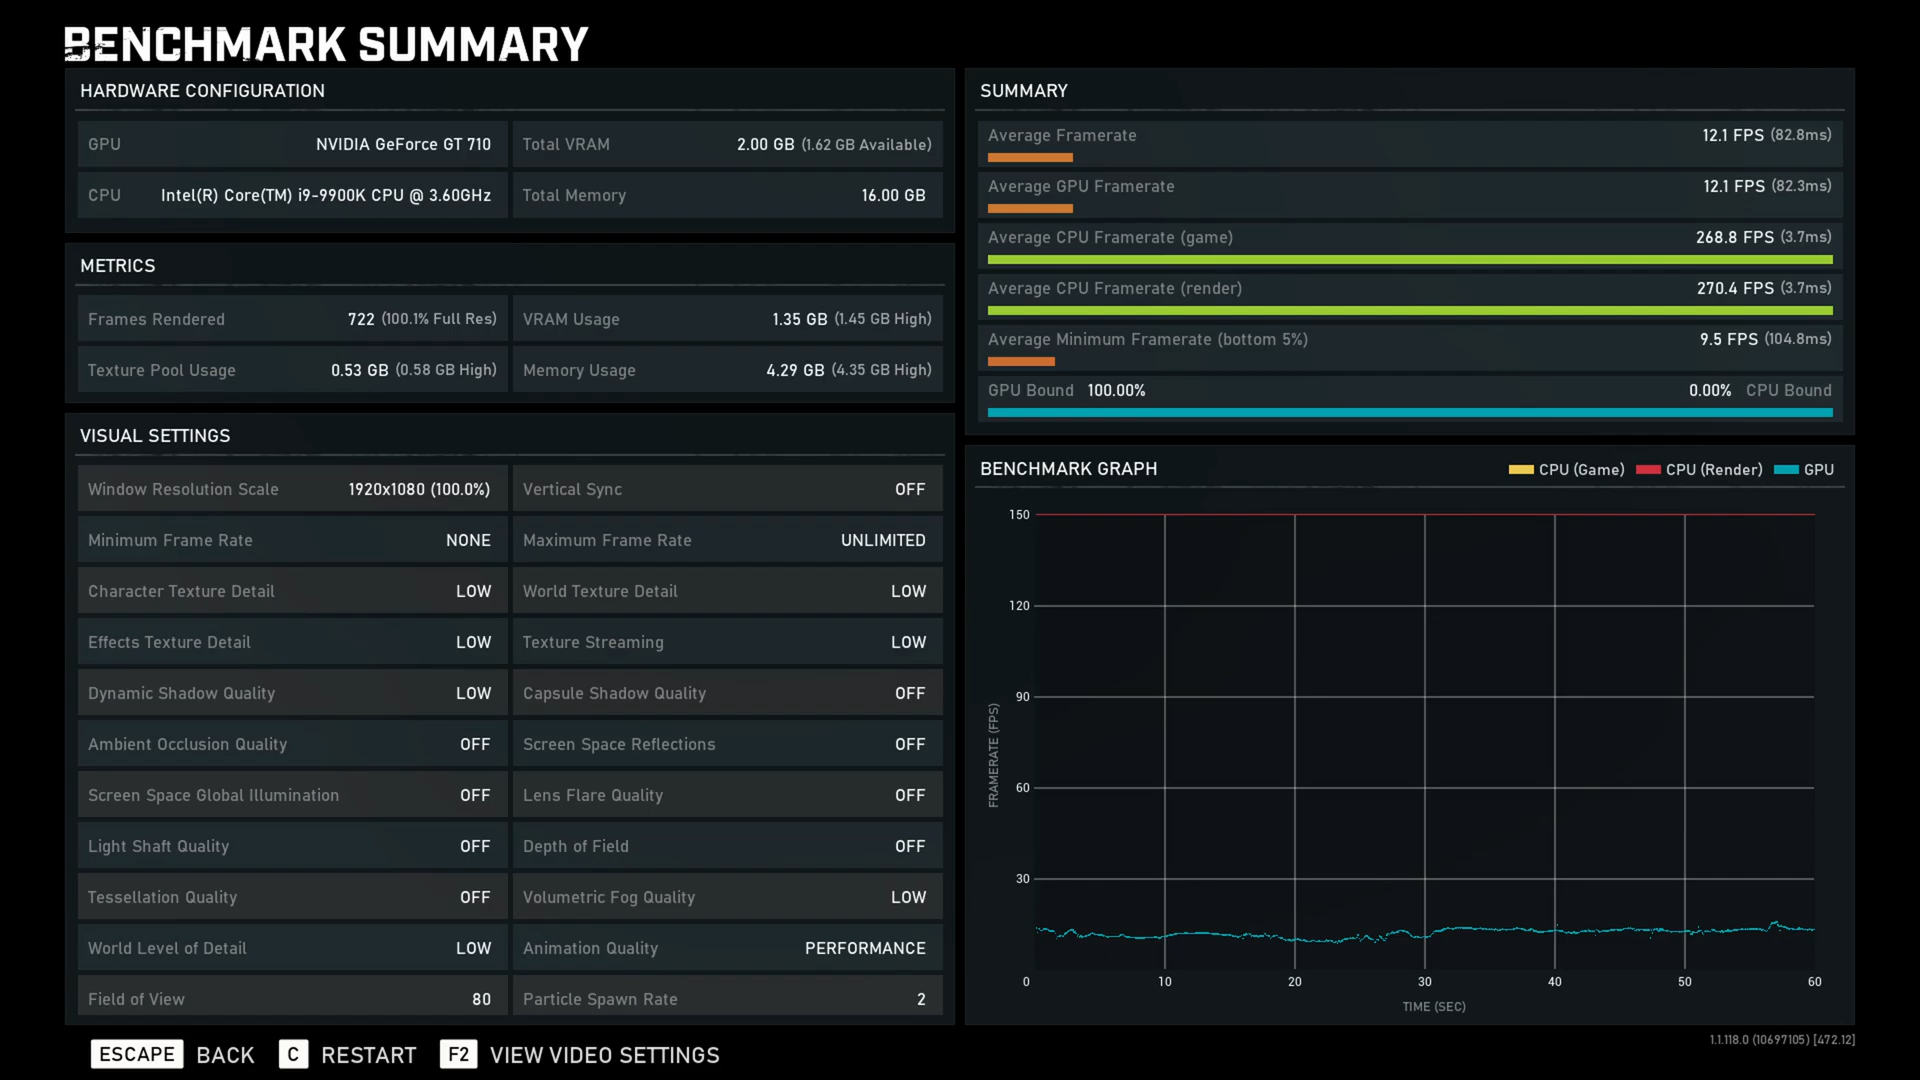 BENCHMARK SUMMARY
HARDWARE CONFIGURATION
GPU NVIDIA GeForce GT 710 Total VRAM 2.00 GB (1.62 GB Available)
CPU Intel(R) Core(TM) i9-9900K CPU @ 3.60GHz Total Memory 16.00 GB
METRICS
Frames Rendered 722 (100.1% Full Res) VRAM Usage 1.35 GB (1.45 GB High)
Texture Pool Usage 0.53 GB (0.58 GB High) Memory Usage 4.29 GB (4.35 GB High)
VISUAL SETTINGS
Window Resolution Scale 1920x1080 (100.0%) Vertical Sync OFF
Minimum Frame Rate NONE Maximum Frame Rate UNLIMITED
Character Texture Detail LOW World Texture Detail LOW
Effects Texture Detail LOW Texture Streaming LOW
Dynamic Shadow Quality LOW Capsule Shadow Quality OFF
Ambient Occlusion Quality OFF Screen Space Reflections OFF
Screen Space Global Illumination OFF Lens Flare Quality OFF
Light Shaft Quality OFF Depth of Field OFF
Tessellation Quality OFF Volumetric Fog Quality LOW
World Level of Detail LOW Animation Quality PERFORMANCE
Field of View 80 Particle Spawn Rate 2
SUMMARY
Average Framerate 12.1 FPS (82.8ms)
Average GPU Framerate 12.1 FPS (82.3ms)
Average CPU Framerate (game) 268.8 FPS (3.7ms)
Average CPU Framerate (render) 270.4 FPS (3.7ms)
Average Minimum Framerate (bottom 5%) 9.5 FPS (104.8ms)
GPU Bound 100.00% 0.00% CPU Bound
BENCHMARK GRAPH CPU (Game) CPU (Render) GPU
150
120
90
60
30
FRAMERATE (FPS)
0 10 20 30 40 50 60
TIME (SEC)
1.1.118.0 (10697105) [472.12]
ESCAPE BACK C RESTART F2 VIEW VIDEO SETTINGS